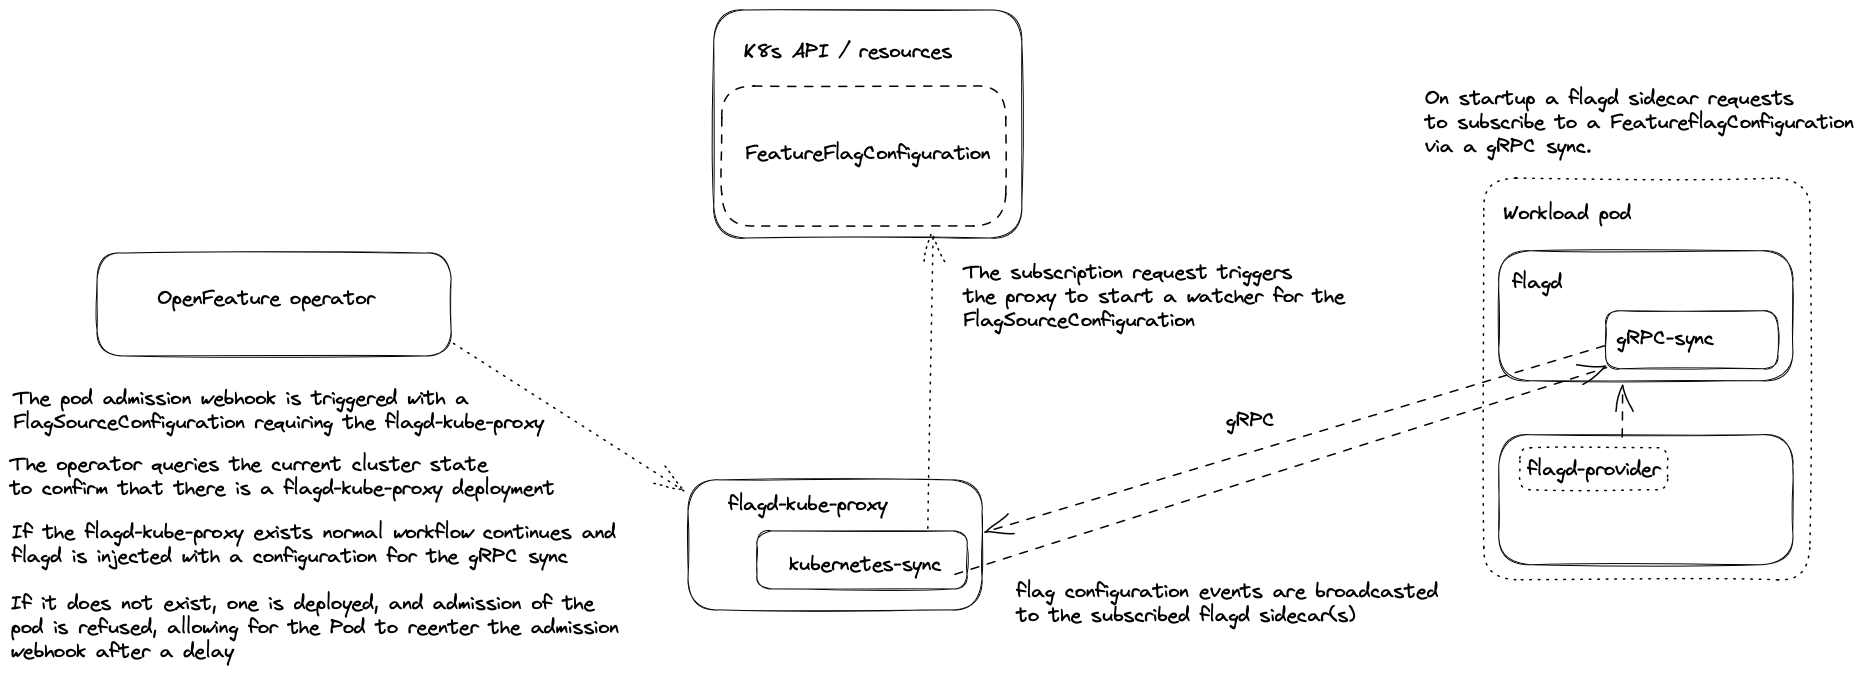 K8s API / resources
FeatureFlagConfiguration
On startup a flagd sidecar requests
to subscribe to a FeatureflagConfiguration
via a gRPC sync.
Workload pod
flagd
gRPC-sync
flagd-provider
OpenFeature operator
The subscription request triggers
the proxy to start a watcher for the
FlagSourceConfiguration
The pod admission webhook is triggered with a
FlagSourceConfiguration requiring the flagd-kube-proxy
The operator queries the current cluster state
to confirm that there is a flagd-kube-proxy deployment
If the flagd-kube-proxy exists normal workflow continues and
flagd is injected with a configuration for the gRPC sync
If it does not exist, one is deployed, and admission of the
pod is refused, allowing for the Pod to reenter the admission
webhook after a delay
gRPC
flagd-kube-proxy
kubernetes-sync
flag configuration events are broadcasted
to the subscribed flagd sidecar(s)